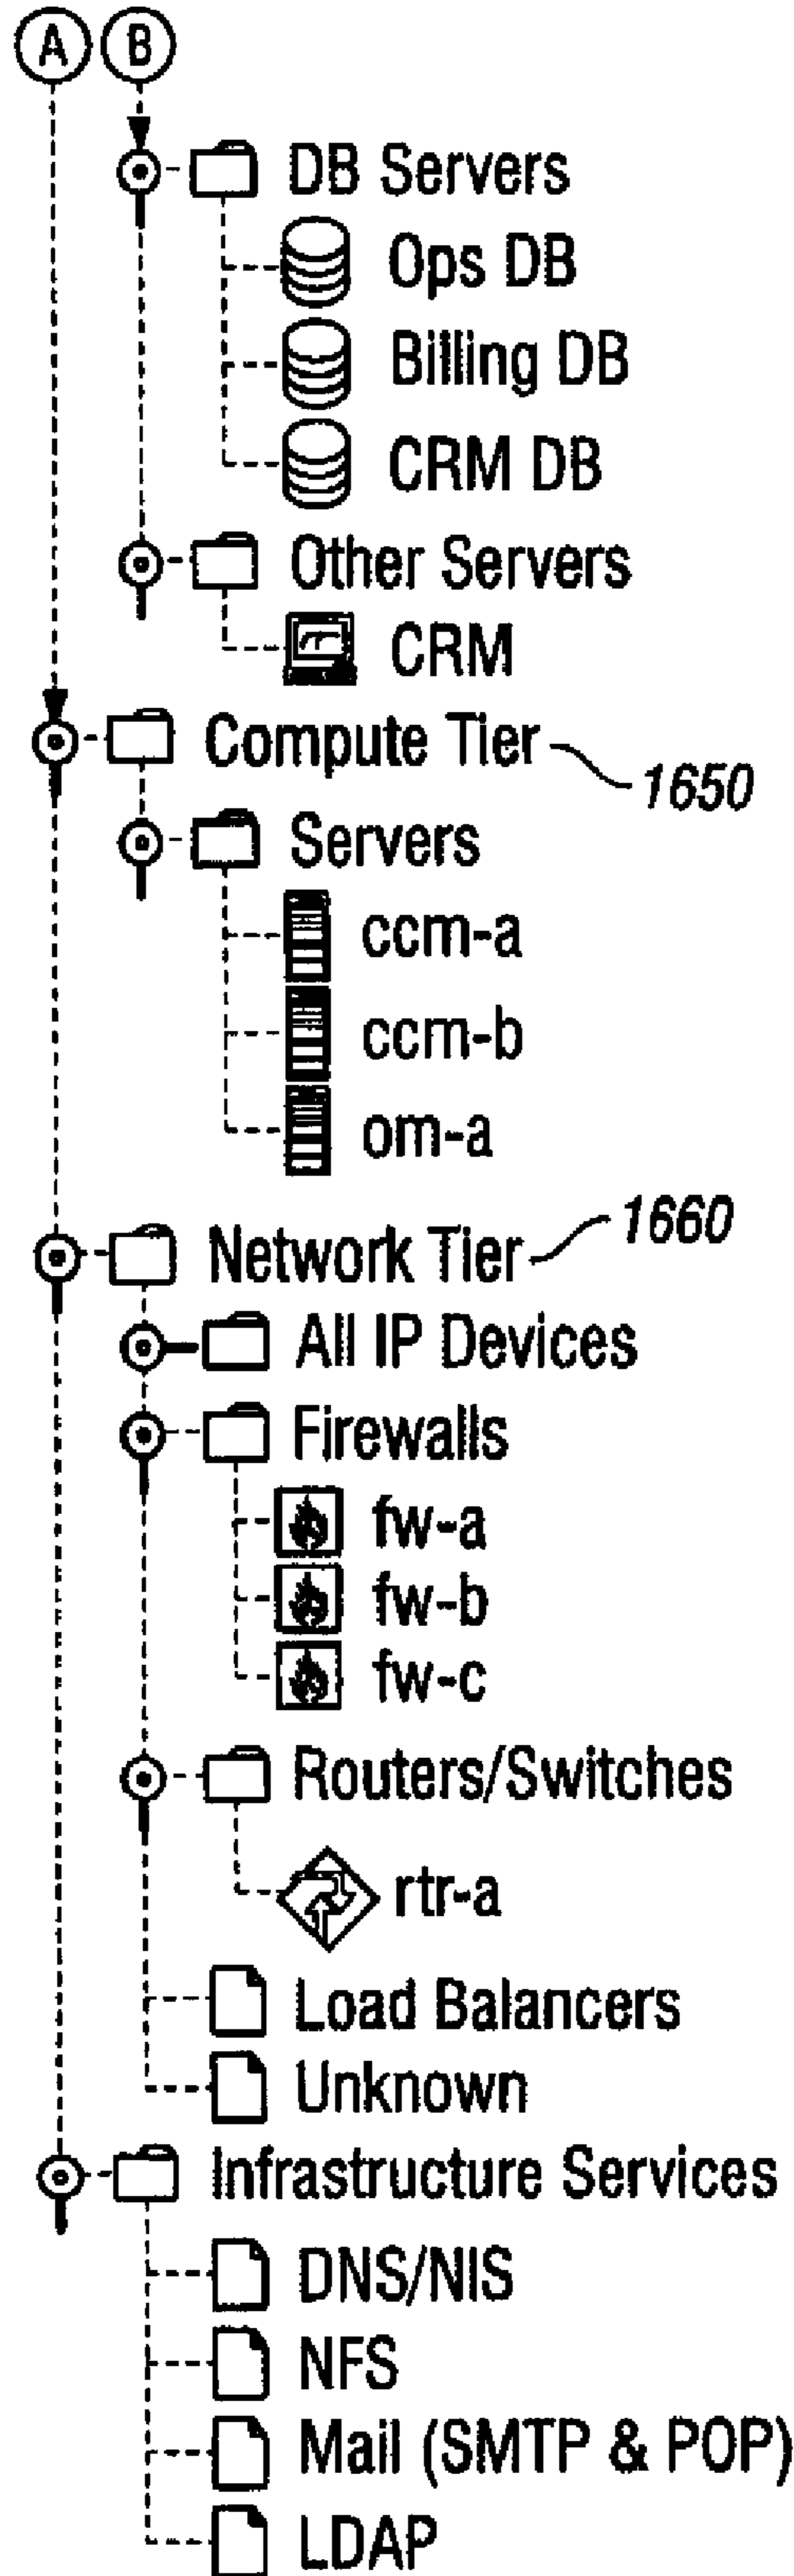 A B
DB Servers
Ops DB
Billing DB
CRM DB
Other Servers
CRM
Compute Tier
1650
Servers
ccm-a
ccm-b
om-a
1660
Network Tier
All IP Devices
Firewalls
fw-a
fw-b
fw-c
Routers/Switches
rtr-a
Load Balancers
Unknown
Infrastructure Services
DNS/NIS
NFS
Mail (SMTP & POP)
LDAP